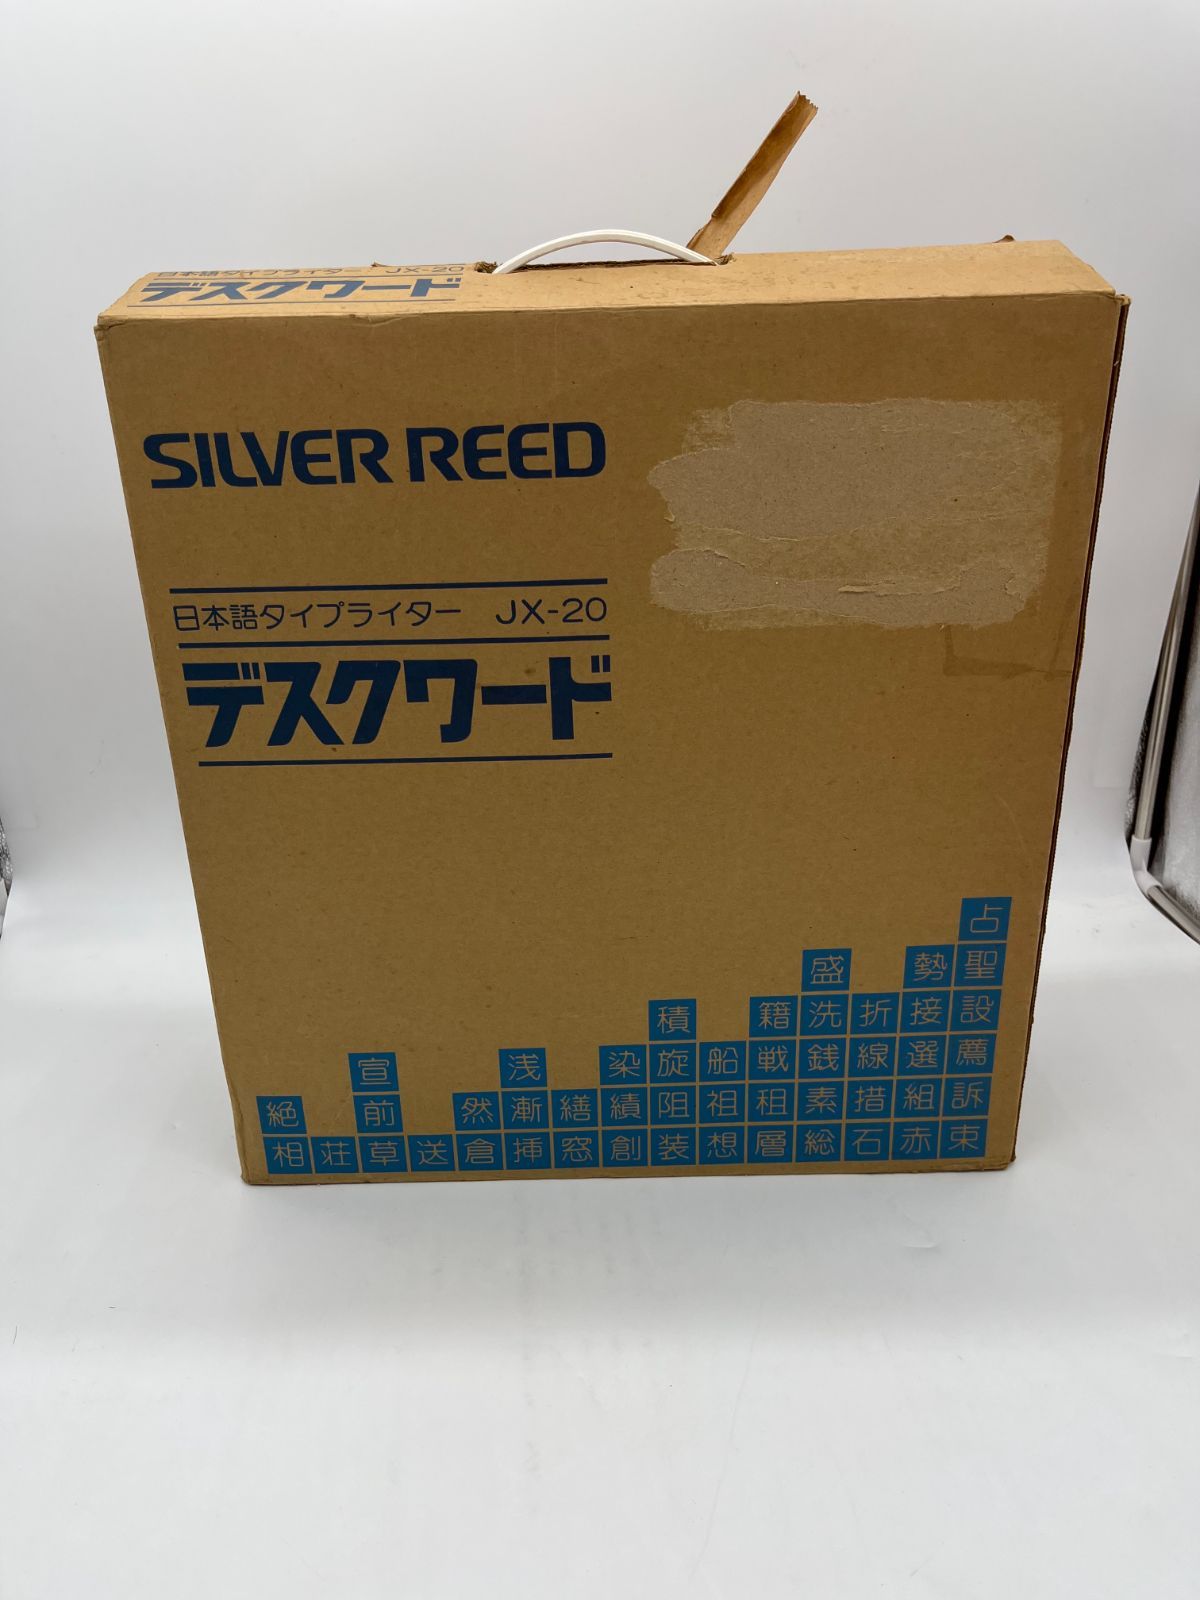 日本語タイプライター JX-20
デスクワード
SILVER REED
日本語タイプライター JX-20
デスクワード
占
盛 勢 聖
積 籍 洗 折 接 設
宣 浅 染 旋 船 戦 銭 線 選 薦
絶 前 然 漸 繕 績 阻 祖 租 素 措 組 訴
相 荘 草 送 倉 挿 窓 創 装 想 層 総 石 赤 束